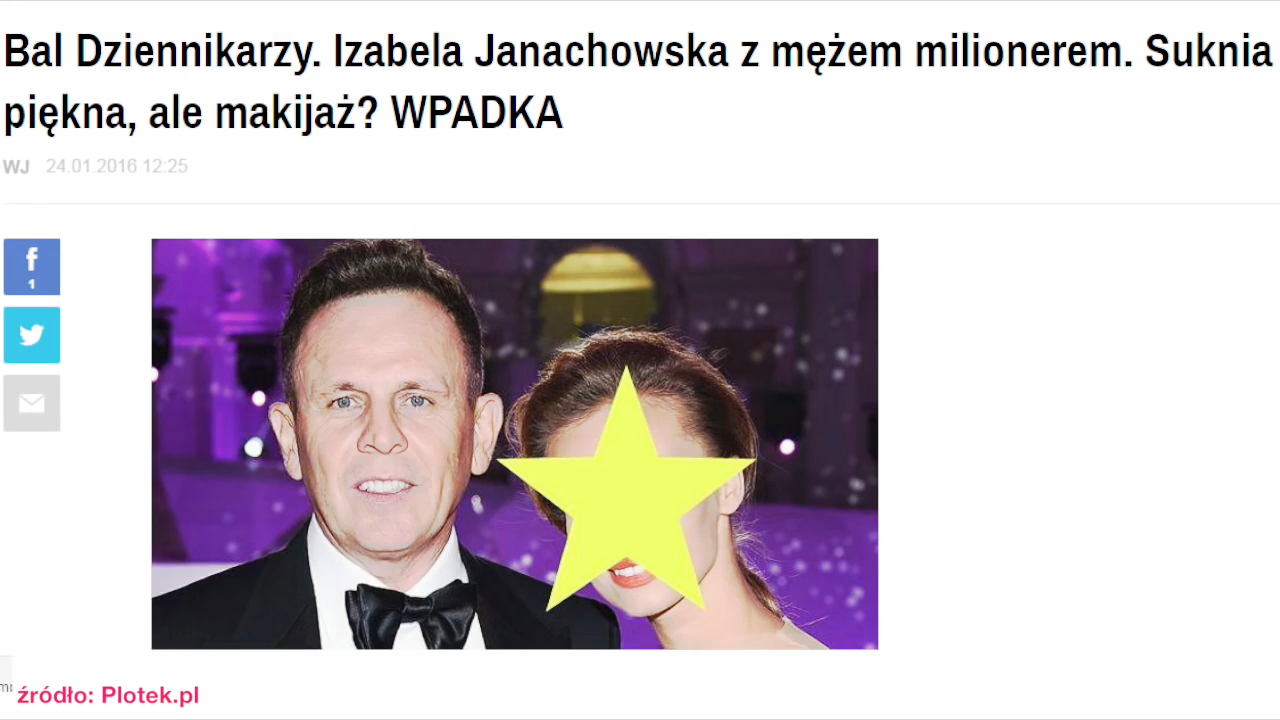 Bal Dziennikarzy. Izabela Janachowska z mężem milionerem. Suknia
piękna, ale makijaż? WPADKA
WJ 24.01.2016 12:25
f
1
źródło: Plotek.pl